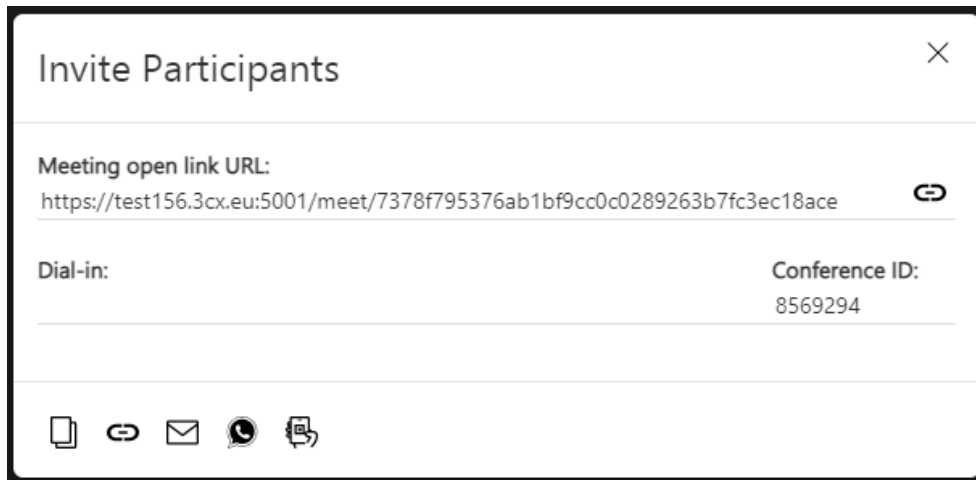 Invite Participants
Meeting open link URL:
https://test156.3cx.eu:5001/meet/7378f795376ab1bf9cc0c0289263b7fc3ec18ace
Dial-in:
Conference ID:
8569294